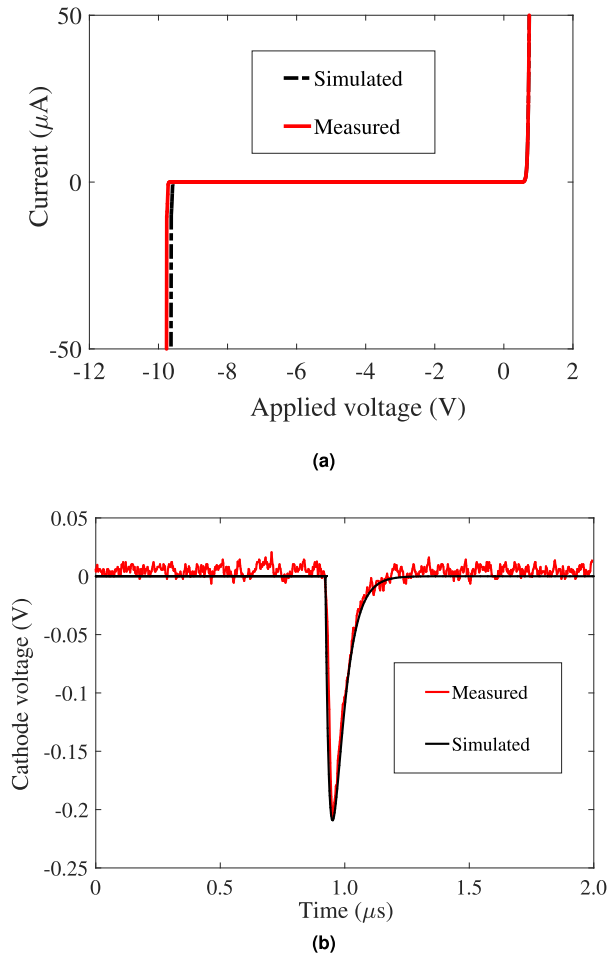 50
Simulated
Measured
0
-50
Current (μA)
-12 -10 -8 -6 -4 -2 0 2
Applied voltage (V)
(a)
0.05
0
-0.05
-0.1
-0.15
-0.2
-0.25
Cathode voltage (V)
Measured
Simulated
0 0.5 1.0 1.5 2.0
Time (μs)
(b)